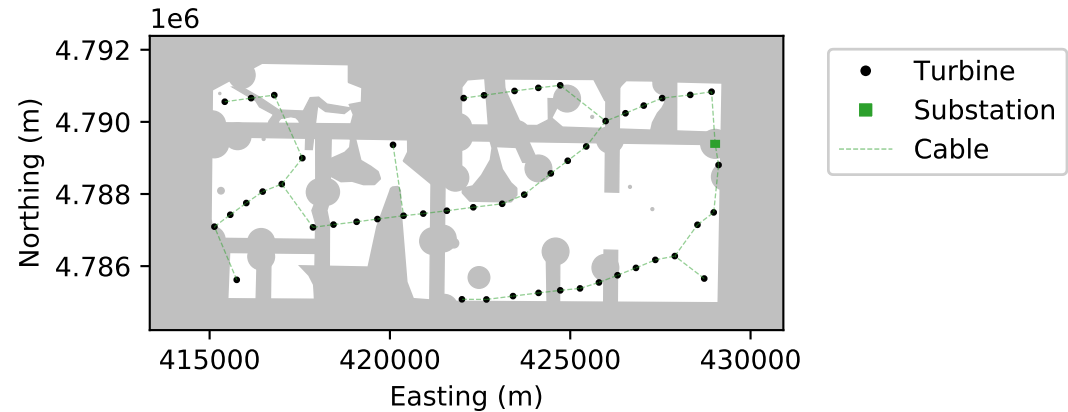 1e6
4.792
4.790
4.788
4.786
Northing (m)
415000 420000 425000 430000
Easting (m)
Turbine
Substation
Cable